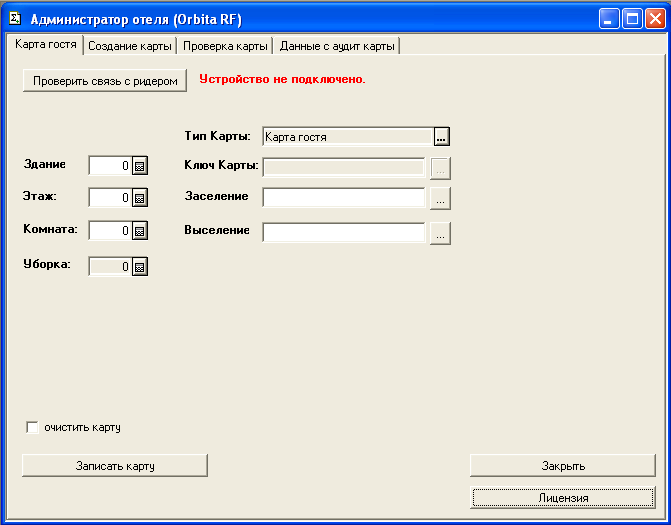 Администратор отеля (Orbita RF)
Карта гостя Создание карты Проверка карты Данные с аудит карты
Проверить связь с ридером Устройство не подключено.
Тип Карты: Карта гостя ...
Здание 0 Ключ Карты: ...
Этаж: 0 Заселение ...
Комната: 0 Выселение ...
Уборка: 0
очистить карту
Записать карту Закрыть
Лицензия